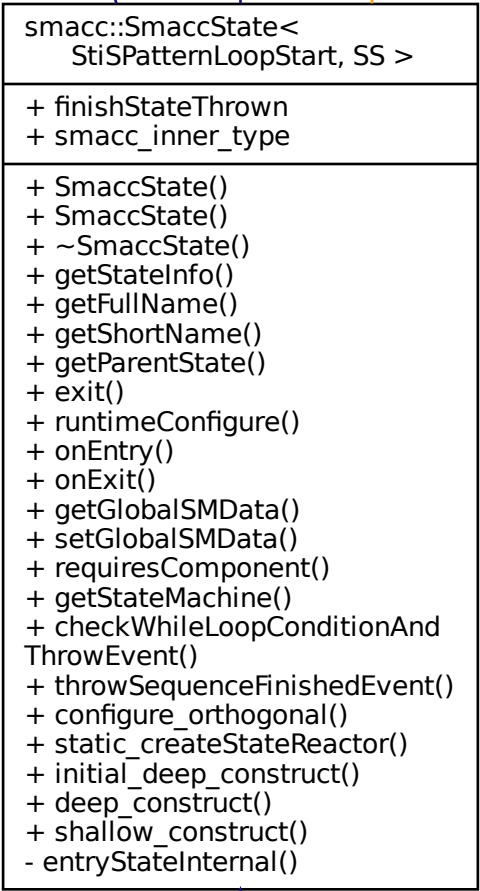 smacc::SmaccState<
StiSPatternLoopStart, SS >
+ finishStateThrown
+ smacc_inner_type
+ SmaccState()
+ SmaccState()
+ ~SmaccState()
+ getStateInfo()
+ getFullName()
+ getShortName()
+ getParentState()
+ exit()
+ runtimeConfigure()
+ onEntry()
+ onExit()
+ getGlobalSMData()
+ setGlobalSMData()
+ requiresComponent()
+ getStateMachine()
+ checkWhileLoopConditionAnd
ThrowEvent()
+ throwSequenceFinishedEvent()
+ configure_orthogonal()
+ static_createStateReactor()
+ initial_deep_construct()
+ deep_construct()
+ shallow_construct()
- entryStateInternal()